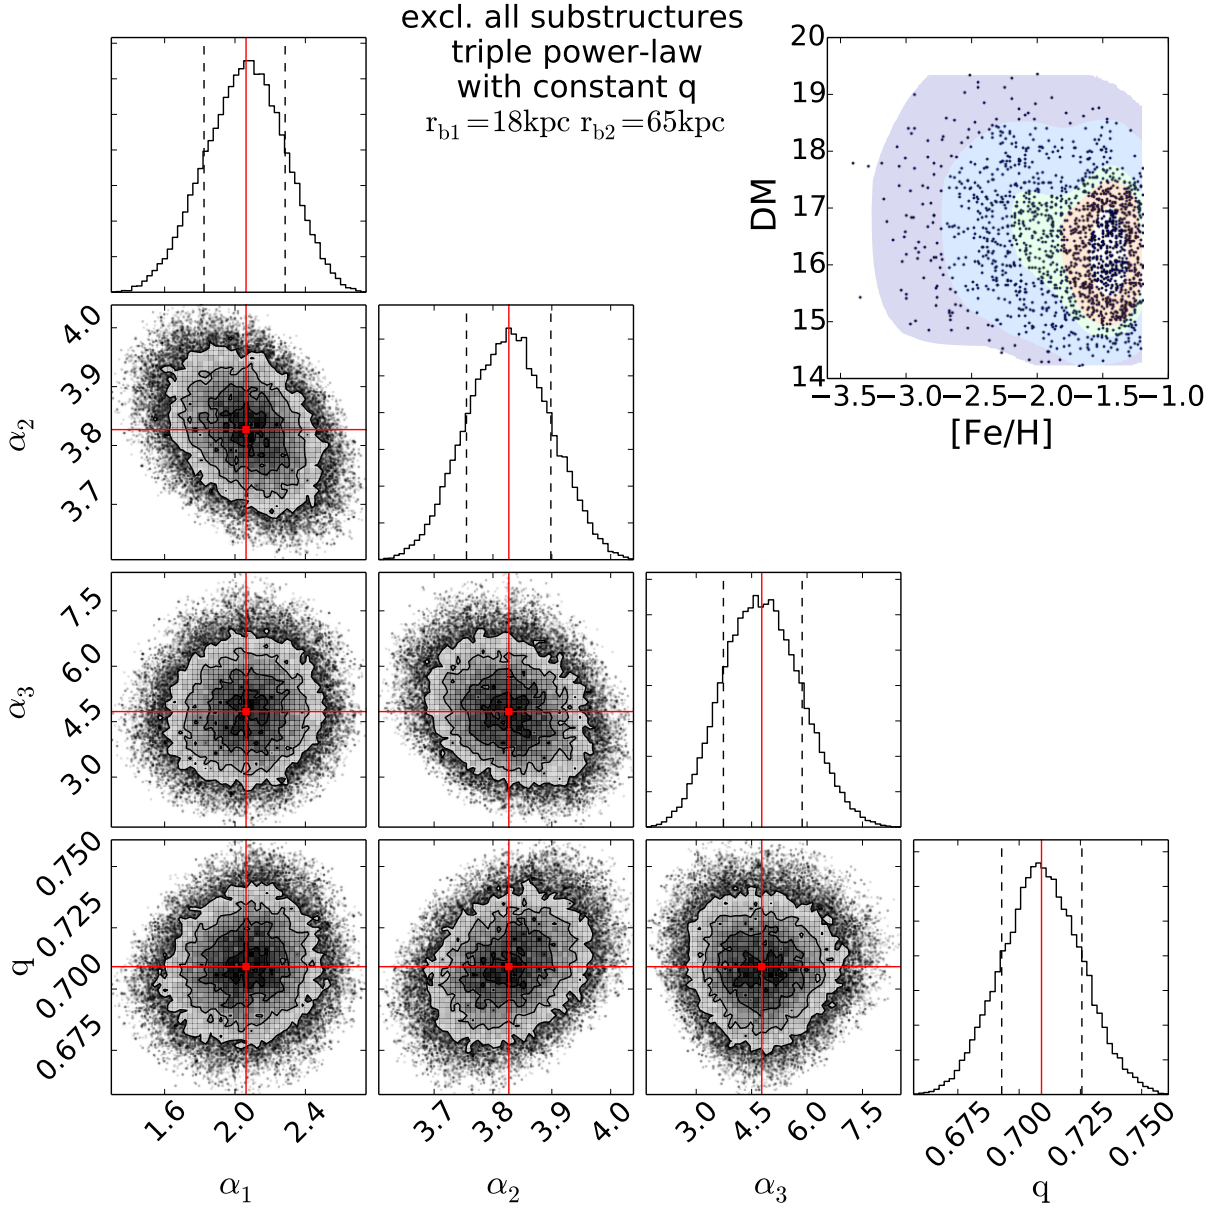 excl. all substructures
triple power-law
with constant q
r_b1 =18kpc r_b2 =65kpc
20
19
18
17
16
15
14
DM
−3.5 −3.0 −2.5 −2.0 −1.5 −1.0
[Fe/H]
4.0
3.9
3.8
3.7
α_2
7.5
6.0
4.5
3.0
α_3
0.750
0.725
0.700
0.675
q
1.6 2.0 2.4 3.7 3.8 3.9 4.0 3.0 4.5 6.0 7.5 0.675 0.700 0.725 0.750
α_1 α_2 α_3 q